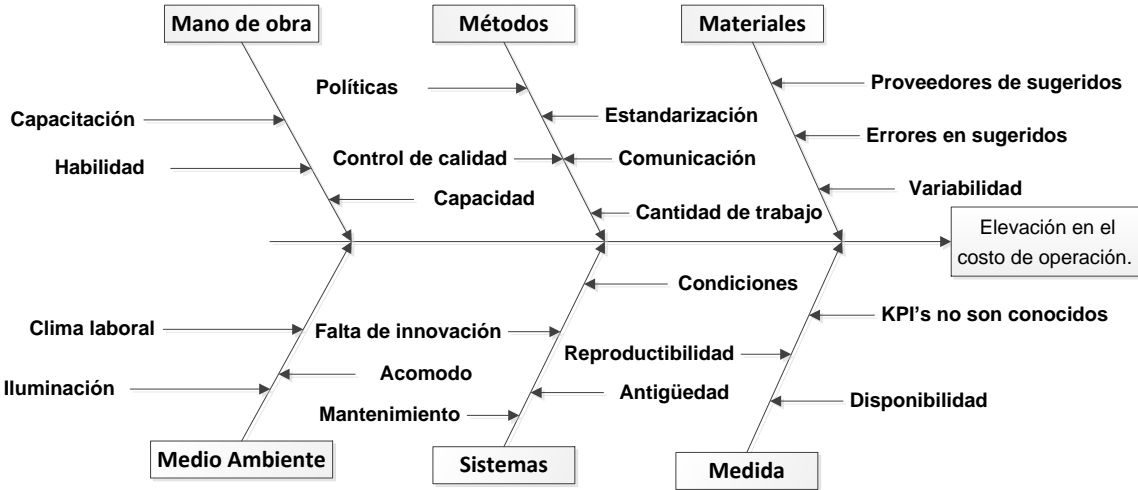 Mano de obra
Métodos
Materiales
Políticas
Proveedores de sugeridos
Capacitación
Estandarización
Errores en sugeridos
Habilidad
Control de calidad
Comunicación
Capacidad
Variabilidad
Cantidad de trabajo
Elevación en el
costo de operación.
Condiciones
Clima laboral
Falta de innovación
KPI's no son conocidos
Reproductibilidad
Iluminación
Acomodo
Antigüedad
Mantenimiento
Disponibilidad
Medio Ambiente
Sistemas
Medida